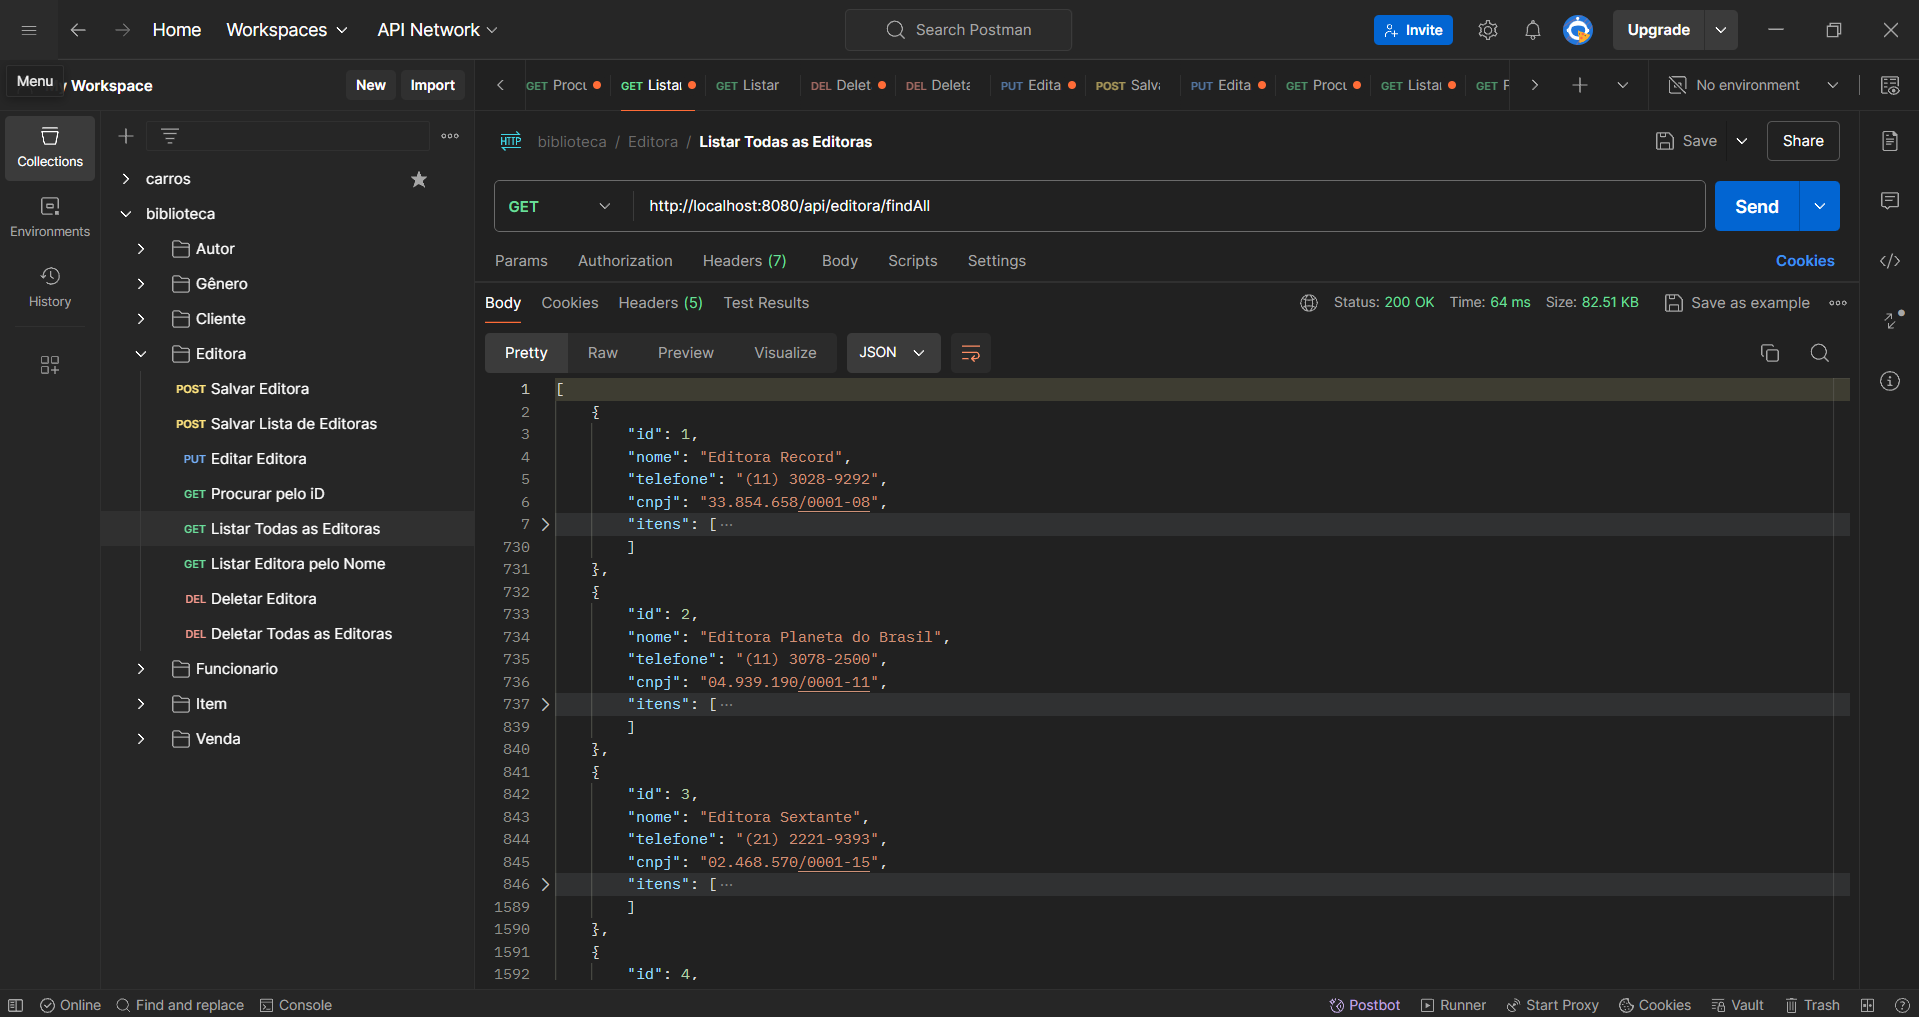 Home
Workspaces
API Network
Search Postman
Invite
Upgrade
Menu
Workspace
New
Import
GET
GET Listar
DEL
DEL
PUT Edita
POST
PUT Edita
GET
GET
No environment
Collections
Environments
History
carros
biblioteca
Autor
Gênero
Cliente
Editora
POST Salvar Editora
POST Salvar Lista de Editoras
PUT Editar Editora
GET Procurar pelo iD
GET Listar Todas as Editoras
GET Listar Editora pelo Nome
DEL Deletar Editora
DEL Deletar Todas as Editoras
Funcionario
Item
Venda
HTTP biblioteca / Editora / Listar Todas as Editoras
Save
Share
GET
http://localhost:8080/api/editora/findAll
Send
Params
Authorization
Headers (7)
Body
Scripts
Settings
Cookies
Body
Cookies
Headers (5)
Test Results
Status: 200 OK
Time: 64 ms
Size: 82.51 KB
Save as example
Pretty
Raw
Preview
Visualize
JSON
1 [
2 {
3 "id": 1,
4 "nome": "Editora Record",
5 "telefone": "(11) 3028-9292",
6 "cnpj": "33.854.658/0001-08",
7 "itens": [ ···
730 ]
731 },
732 {
733 "id": 2,
734 "nome": "Editora Planeta do Brasil",
735 "telefone": "(11) 3078-2500",
736 "cnpj": "04.939.190/0001-11",
737 "itens": [ ···
839 ]
840 },
841 {
842 "id": 3,
843 "nome": "Editora Sextante",
844 "telefone": "(21) 2221-9393",
845 "cnpj": "02.468.570/0001-15",
846 "itens": [ ···
1589 ]
1590 },
1591 {
1592 "id": 4,
Online
Find and replace
Console
Postbot
Runner
Start Proxy
Cookies
Vault
Trash